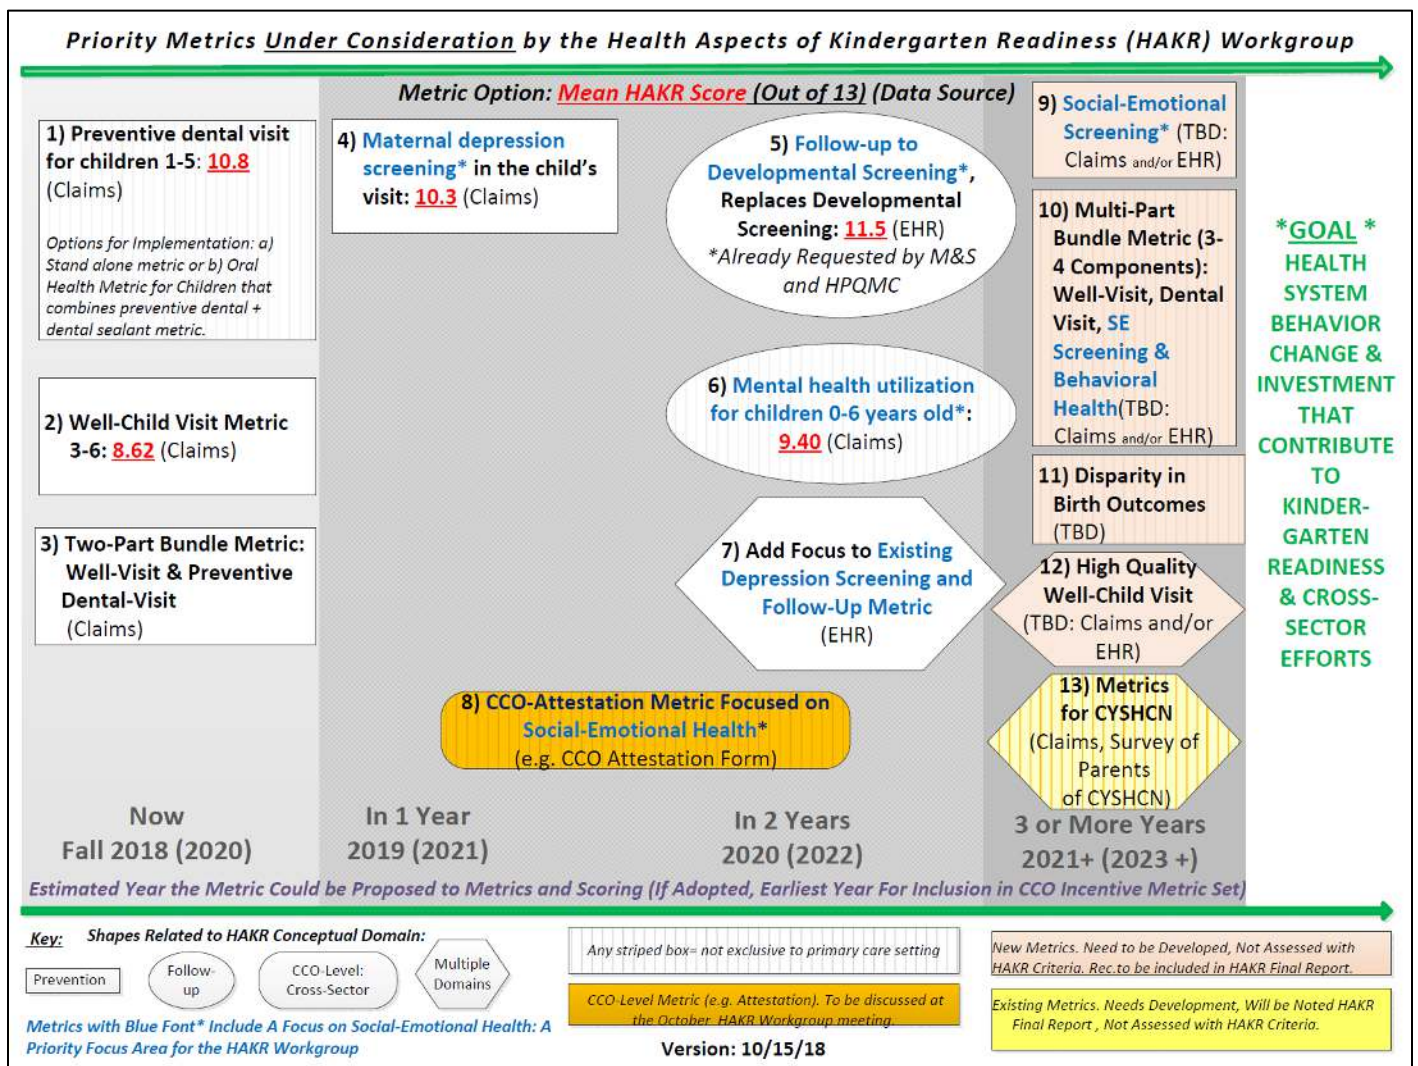 Priority Metrics Under Consideration by the Health Aspects of Kindergarten Readiness (HAKR) Workgroup
Metric Option: Mean HAKR Score (Out of 13) (Data Source)
1) Preventive dental visit
for children 1-5: 10.8
(Claims)
Options for Implementation: a)
Stand alone metric or b) Oral
Health Metric for Children that
combines preventive dental +
dental sealant metric.
2) Well-Child Visit Metric
3-6: 8.62 (Claims)
3) Two-Part Bundle Metric:
Well-Visit & Preventive
Dental-Visit
(Claims)
4) Maternal depression
screening* in the child's
visit: 10.3 (Claims)
5) Follow-up to
Developmental Screening*,
Replaces Developmental
Screening: 11.5 (EHR)
*Already Requested by M&S
and HPQMC
6) Mental health utilization
for children 0-6 years old*:
9.40 (Claims)
7) Add Focus to Existing
Depression Screening and
Follow-Up Metric
(EHR)
8) CCO-Attestation Metric Focused on
Social-Emotional Health*
(e.g. CCO Attestation Form)
9) Social-Emotional
Screening* (TBD:
Claims and/or EHR)
10) Multi-Part
Bundle Metric (3-
4 Components):
Well-Visit, Dental
Visit, SE
Screening &
Behavioral
Health(TBD:
Claims and/or EHR)
11) Disparity in
Birth Outcomes
(TBD)
12) High Quality
Well-Child Visit
(TBD: Claims and/or
EHR)
13) Metrics
for CYSHCN
(Claims, Survey of
Parents
of CYSHCN)
*GOAL *
HEALTH
SYSTEM
BEHAVIOR
CHANGE &
INVESTMENT
THAT
CONTRIBUTE
TO
KINDER-
GARTEN
READINESS
& CROSS-
SECTOR
EFFORTS
Now
Fall 2018 (2020)
In 1 Year
2019 (2021)
In 2 Years
2020 (2022)
3 or More Years
2021+ (2023 +)
Estimated Year the Metric Could be Proposed to Metrics and Scoring (If Adopted, Earliest Year For Inclusion in CCO Incentive Metric Set)
Key: Shapes Related to HAKR Conceptual Domain:
Prevention
Follow-
up
CCO-Level:
Cross-Sector
Multiple
Domains
Metrics with Blue Font* Include A Focus on Social-Emotional Health: A
Priority Focus Area for the HAKR Workgroup
Any striped box= not exclusive to primary care setting
CCO-Level Metric (e.g. Attestation). To be discussed at
the October HAKR Workgroup meeting.
Version: 10/15/18
New Metrics. Need to be Developed, Not Assessed with
HAKR Criteria. Rec.to be included in HAKR Final Report.
Existing Metrics. Needs Development, Will be Noted HAKR
Final Report , Not Assessed with HAKR Criteria.